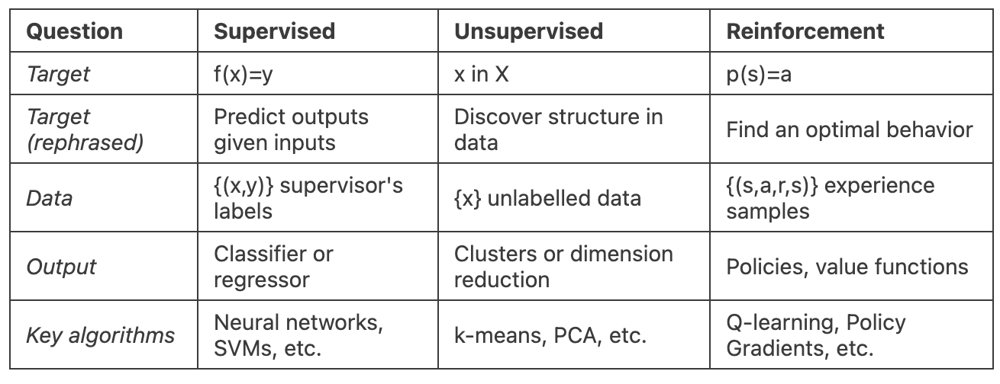 Question Supervised Unsupervised Reinforcement
Target f(x)=y x in X p(s)=a
Target (rephrased)
Predict outputs
given inputs
Discover structure in
data
Find an optimal behavior
Data
{(x,y)} supervisor's
labels
{x} unlabelled data
{(s,a,r,s)} experience
samples
Output
Classifier or
regressor
Clusters or dimension
reduction
Policies, value functions
Key algorithms
Neural networks,
SVMs, etc.
k-means, PCA, etc.
Q-learning, Policy
Gradients, etc.